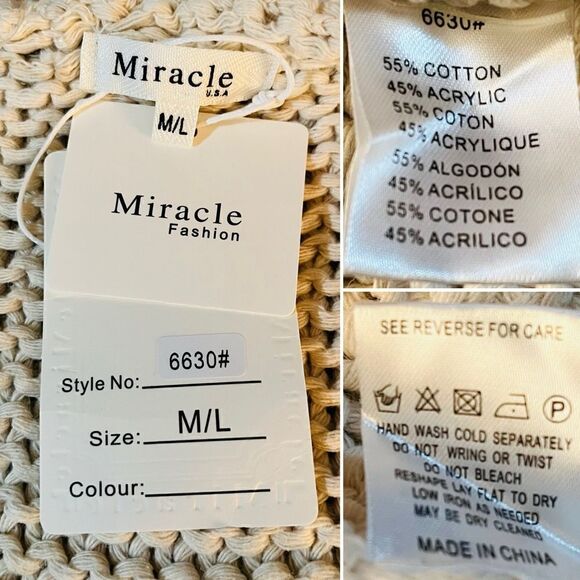 Miracle
U.S.A
M/L
Miracle
Fashion
Style No: 6630#
Size: M/L
Colour:
6630#
55% COTTON
45% ACRYLIC
55% COTON
45% ACRYLIQUE
55% ALGODÓN
45% ACRÍLICO
55% COTONE
45% ACRILICO
SEE REVERSE FOR CARE
P
HAND WASH COLD SEPARATELY
DO NOT WRING OR TWIST
DO NOT BLEACH
RESHAPE LAY FLAT TO DRY
LOW IRON AS NEEDED
MAY BE DRY CLEANED
MADE IN CHINA